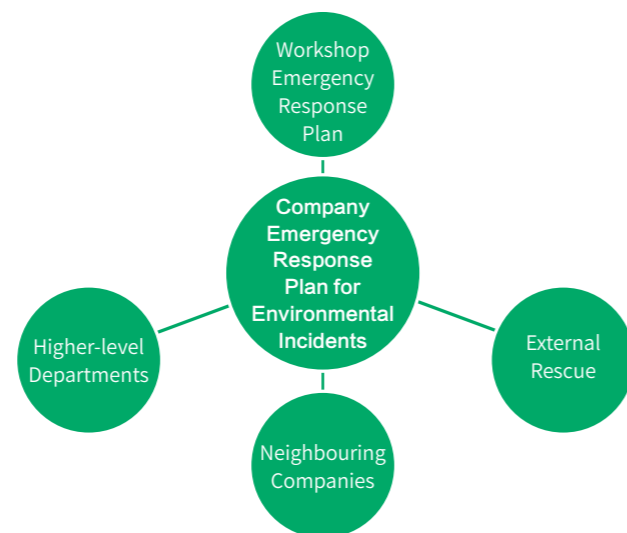 Workshop
Emergency
Response
Plan
Company
Emergency
Response
Plan for
Environmental
Incidents
Higher-level
Departments
External
Rescue
Neighbouring
Companies